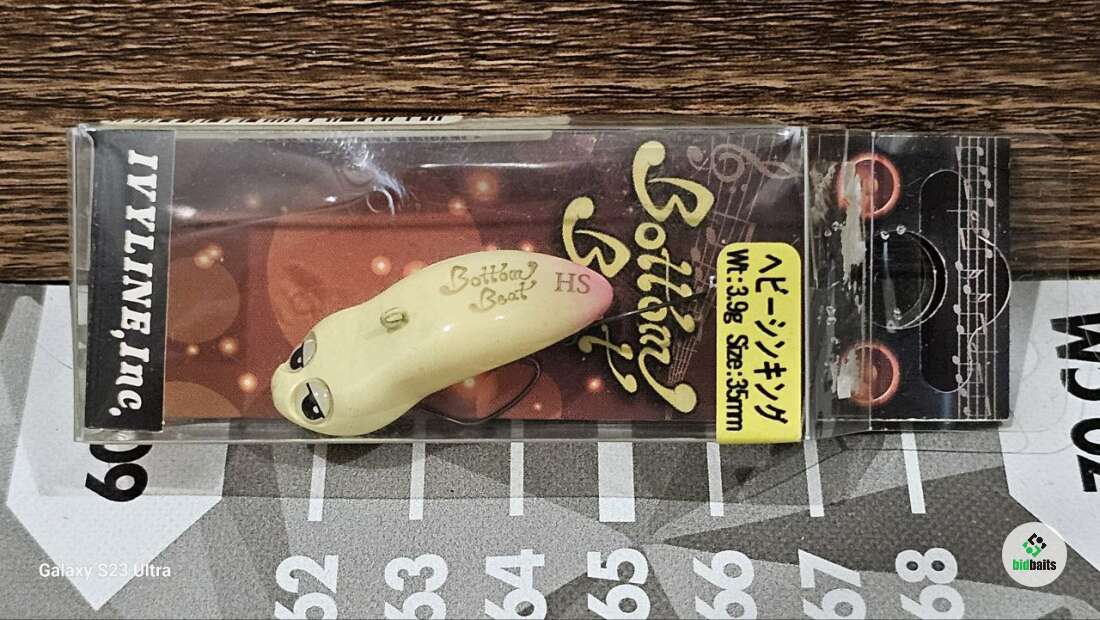 IVYLINE, Inc.
Bottom
Beat
Bottom
Beat
HS
ヘビーシンキング
Wt:3.9g Size:35mm
609
62
63
64
65
66
67
68
70 CM
Galaxy S23 Ultra
bidbaits